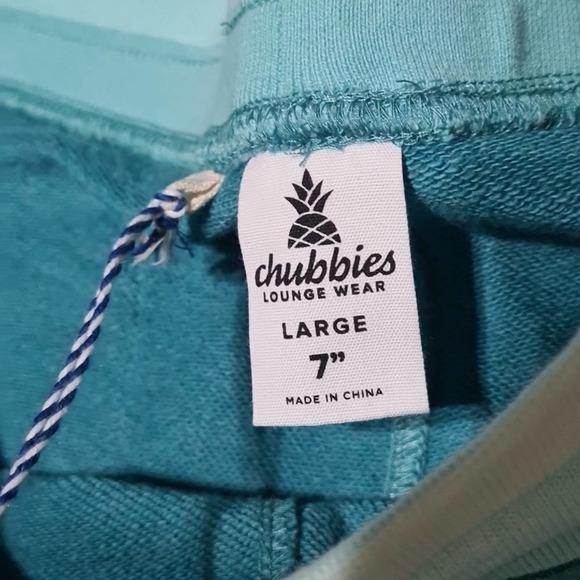 chubbies
LOUNGE WEAR
LARGE
7"
MADE IN CHINA